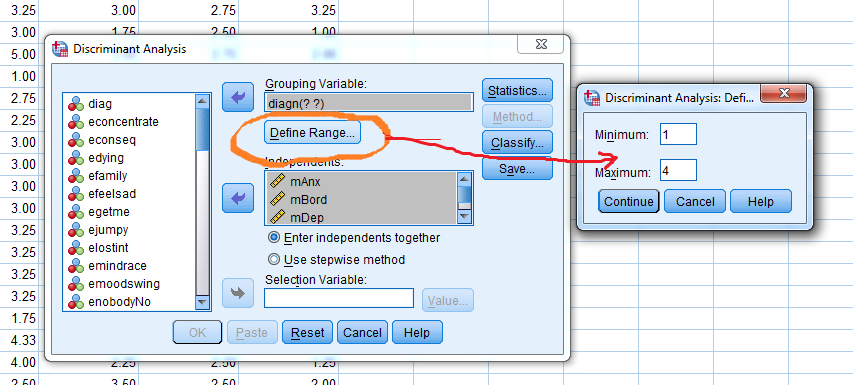 3.25 3.00 2.75 3.25
3.00 1.75 2.50 1.00
5.00
1.00
2.75
2.25
3.00
3.25
3.00
3.25
3.25
3.25
1.75
4.33
4.00 2.25 2.50 1.25
2.50 3.50 2.50 2.00
Discriminant Analysis
diag
econcentrate
econseq
edying
efamily
efeelsad
egetme
ejumpy
elostint
emindrace
emoodswing
enobodyNo
Grouping Variable:
diagn(? ?)
Define Range...
Independents:
mAnx
mBord
mDep
Enter independents together
Use stepwise method
Selection Variable:
Value...
Statistics...
Method...
Classify...
Save...
OK Paste Reset Cancel Help
Discriminant Analysis: Defi...
Minimum: 1
Maximum: 4
Continue Cancel Help